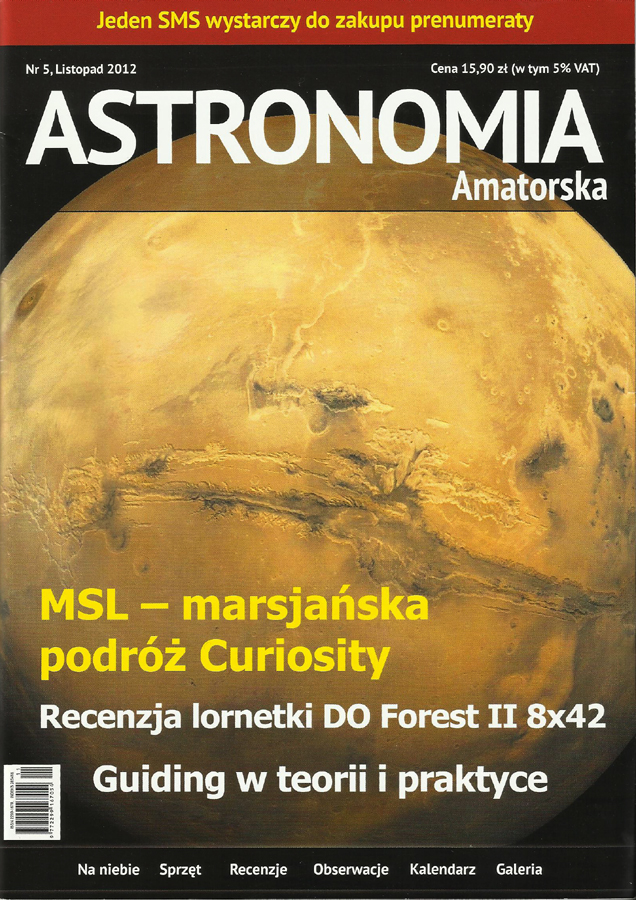 Jeden SMS wystarczy do zakupu prenumeraty
Nr 5, Listopad 2012
Cena 15,90 zł (w tym 5% VAT)
ASTRONOMIA
Amatorska
MSL – marsjańska
podróż Curiosity
Recenzja lornetki DO Forest II 8x42
Guiding w teorii i praktyce
Na niebie Sprzęt Recenzje Obserwacje Kalendarz Galeria